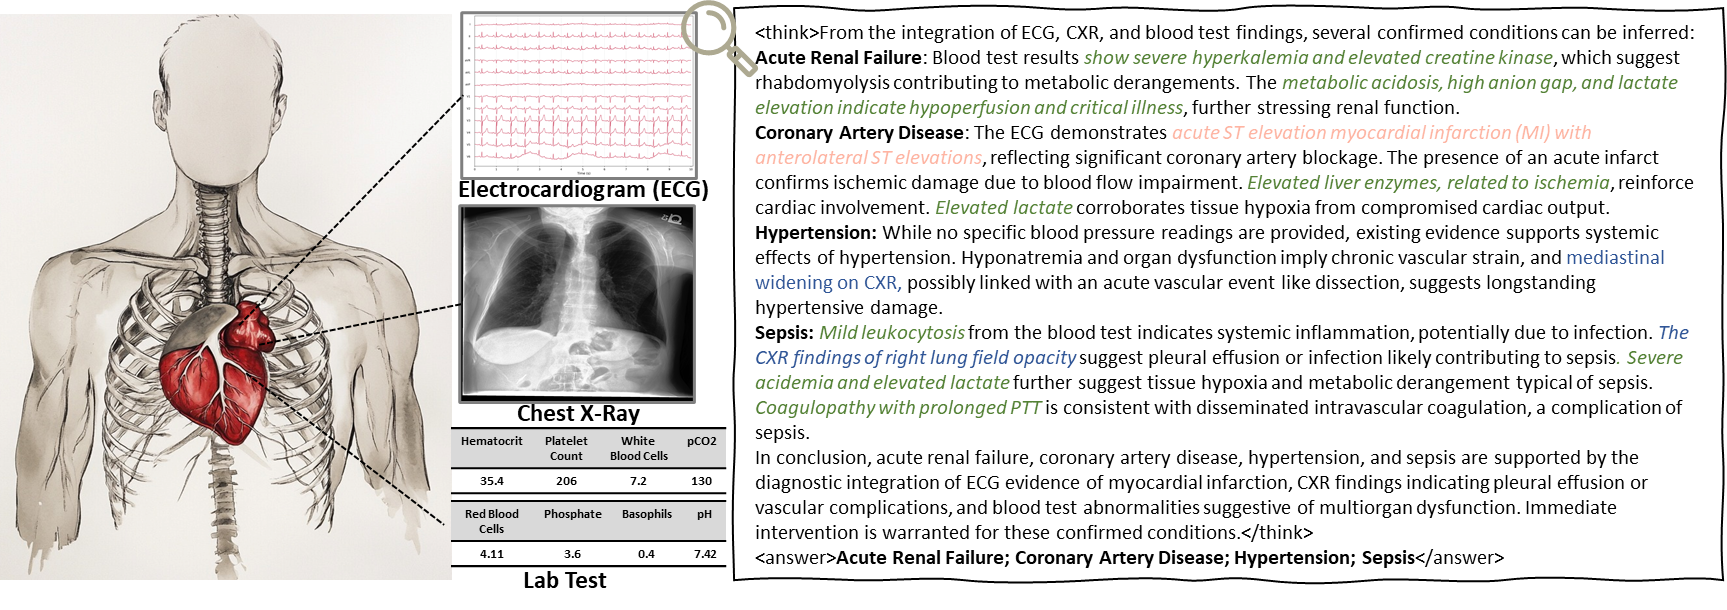 Electrocardiogram (ECG)
Chest X-Ray
Hematocrit Platelet Count White Blood Cells pCO2
35.4 206 7.2 130
Red Blood Cells Phosphate Basophils pH
4.11 3.6 0.4 7.42
Lab Test
<think>From the integration of ECG, CXR, and blood test findings, several confirmed conditions can be inferred:
Acute Renal Failure: Blood test results show severe hyperkalemia and elevated creatine kinase, which suggest
rhabdomyolysis contributing to metabolic derangements. The metabolic acidosis, high anion gap, and lactate
elevation indicate hypoperfusion and critical illness, further stressing renal function.
Coronary Artery Disease: The ECG demonstrates acute ST elevation myocardial infarction (MI) with
anterolateral ST elevations, reflecting significant coronary artery blockage. The presence of an acute infarct
confirms ischemic damage due to blood flow impairment. Elevated liver enzymes, related to ischemia, reinforce
cardiac involvement. Elevated lactate corroborates tissue hypoxia from compromised cardiac output.
Hypertension: While no specific blood pressure readings are provided, existing evidence supports systemic
effects of hypertension. Hyponatremia and organ dysfunction imply chronic vascular strain, and mediastinal
widening on CXR, possibly linked with an acute vascular event like dissection, suggests longstanding
hypertensive damage.
Sepsis: Mild leukocytosis from the blood test indicates systemic inflammation, potentially due to infection. The
CXR findings of right lung field opacity suggest pleural effusion or infection likely contributing to sepsis. Severe
acidemia and elevated lactate further suggest tissue hypoxia and metabolic derangement typical of sepsis.
Coagulopathy with prolonged PTT is consistent with disseminated intravascular coagulation, a complication of
sepsis.
In conclusion, acute renal failure, coronary artery disease, hypertension, and sepsis are supported by the
diagnostic integration of ECG evidence of myocardial infarction, CXR findings indicating pleural effusion or
vascular complications, and blood test abnormalities suggestive of multiorgan dysfunction. Immediate
intervention is warranted for these confirmed conditions.</think>
<answer>Acute Renal Failure; Coronary Artery Disease; Hypertension; Sepsis</answer>